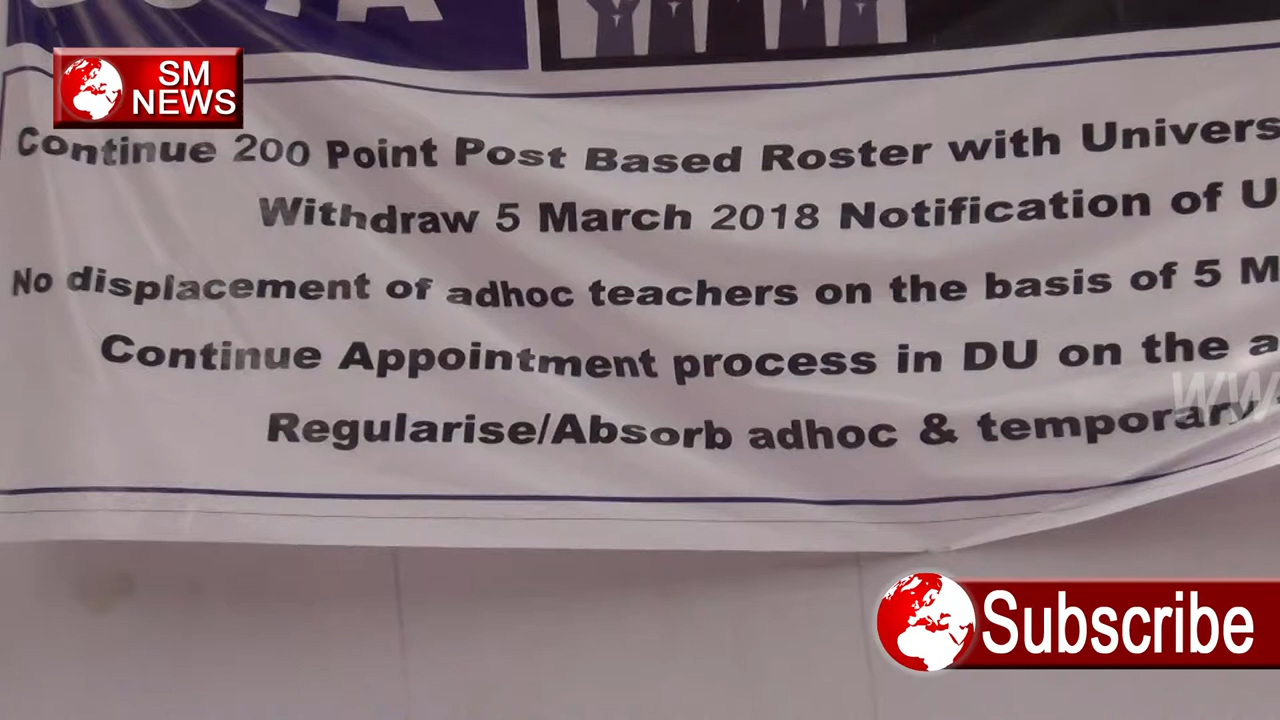 SM
NEWS
Continue 200 Point Post Based Roster with Univers
Withdraw 5 March 2018 Notification of U
No displacement of adhoc teachers on the basis of 5 M
Continue Appointment process in DU on the a
Regularise/Absorb adhoc & temporary
Subscribe